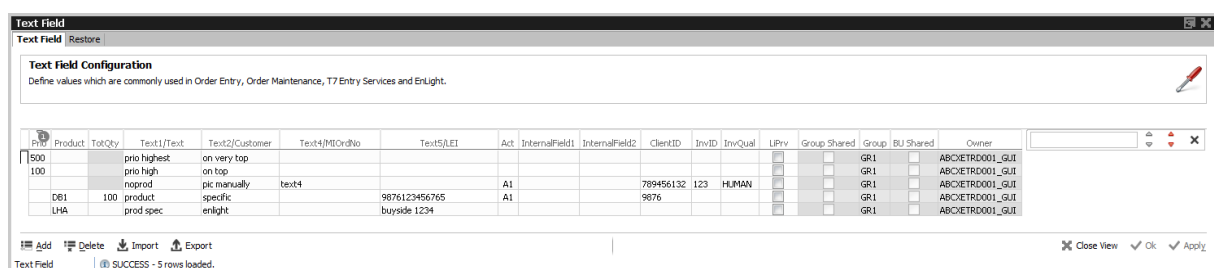 Text Field
Text Field Restore
Text Field Configuration
Define values which are commonly used in Order Entry, Order Maintenance, T7 Entry Services and EnLight.
1
Prio Product TotQty Text1/Text Text2/Customer Text4/MIOrdNo Text5/LEI Act InternalField1 InternalField2 ClientID InvID InvQual LiPrv Group Shared Group BU Shared Owner
500 prio highest on very top GR1 ABCXETRD001_GUI
100 prio high on top GR1 ABCXETRD001_GUI
noprod pic manually text4 A1 789456132 123 HUMAN GR1 ABCXETRD001_GUI
DB1 100 product specific 9876123456765 A1 9876 GR1 ABCXETRD001_GUI
LHA prod spec enlight buyside 1234 GR1 ABCXETRD001_GUI
Add Delete Import Export Close View Ok Apply
Text Field SUCCESS - 5 rows loaded.